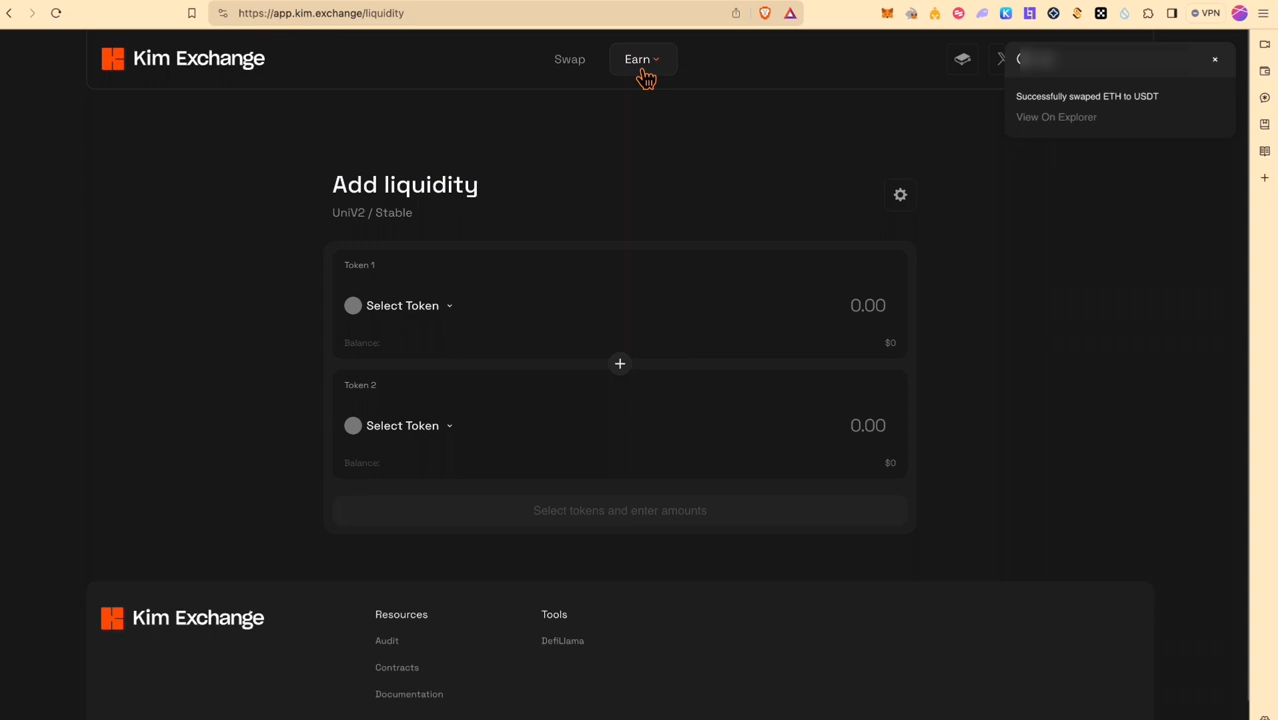 https://app.kim.exchange/liquidity
VPN
Kim Exchange
Swap
Earn
Successfully swaped ETH to USDT
View On Explorer
Add liquidity
UniV2 / Stable
Token 1
Select Token
0.00
Balance:
$0
Token 2
Select Token
0.00
Balance:
$0
Select tokens and enter amounts
Kim Exchange
Resources
Tools
Audit
DefiLlama
Contracts
Documentation